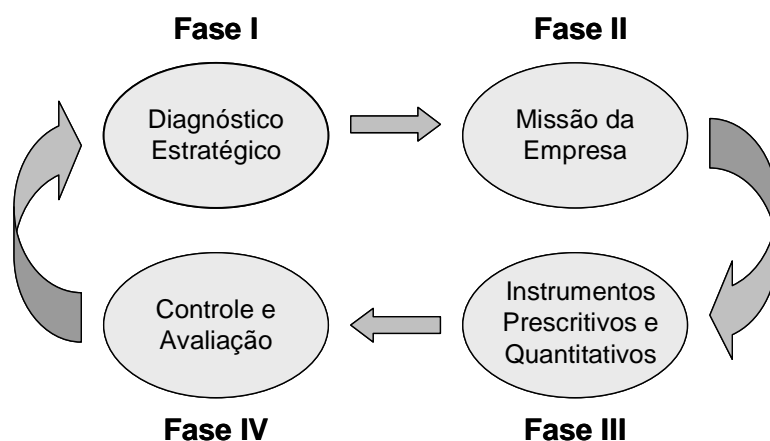 Fase I
Fase II
Diagnóstico
Estratégico
Missão da
Empresa
Controle e
Avaliação
Instrumentos
Prescritivos e
Quantitativos
Fase IV
Fase III